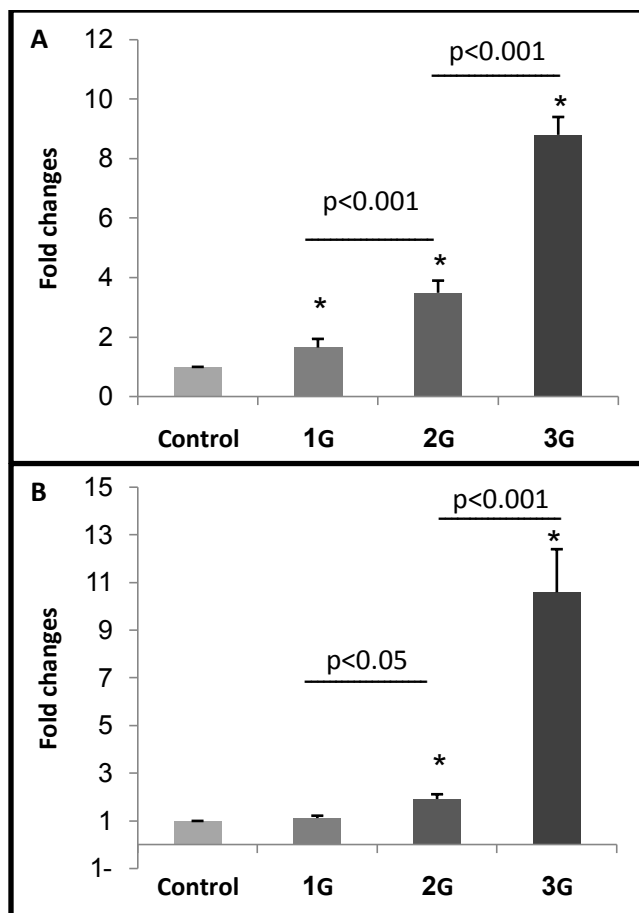 A
12
p<0.001
10
*
8
p<0.001
6
*
4
*
2
0
Fold changes
Control 1G 2G 3G
B
15
p<0.001
13
*
11
9
p<0.05
7
5
*
3
1
1-
Fold changes
Control 1G 2G 3G